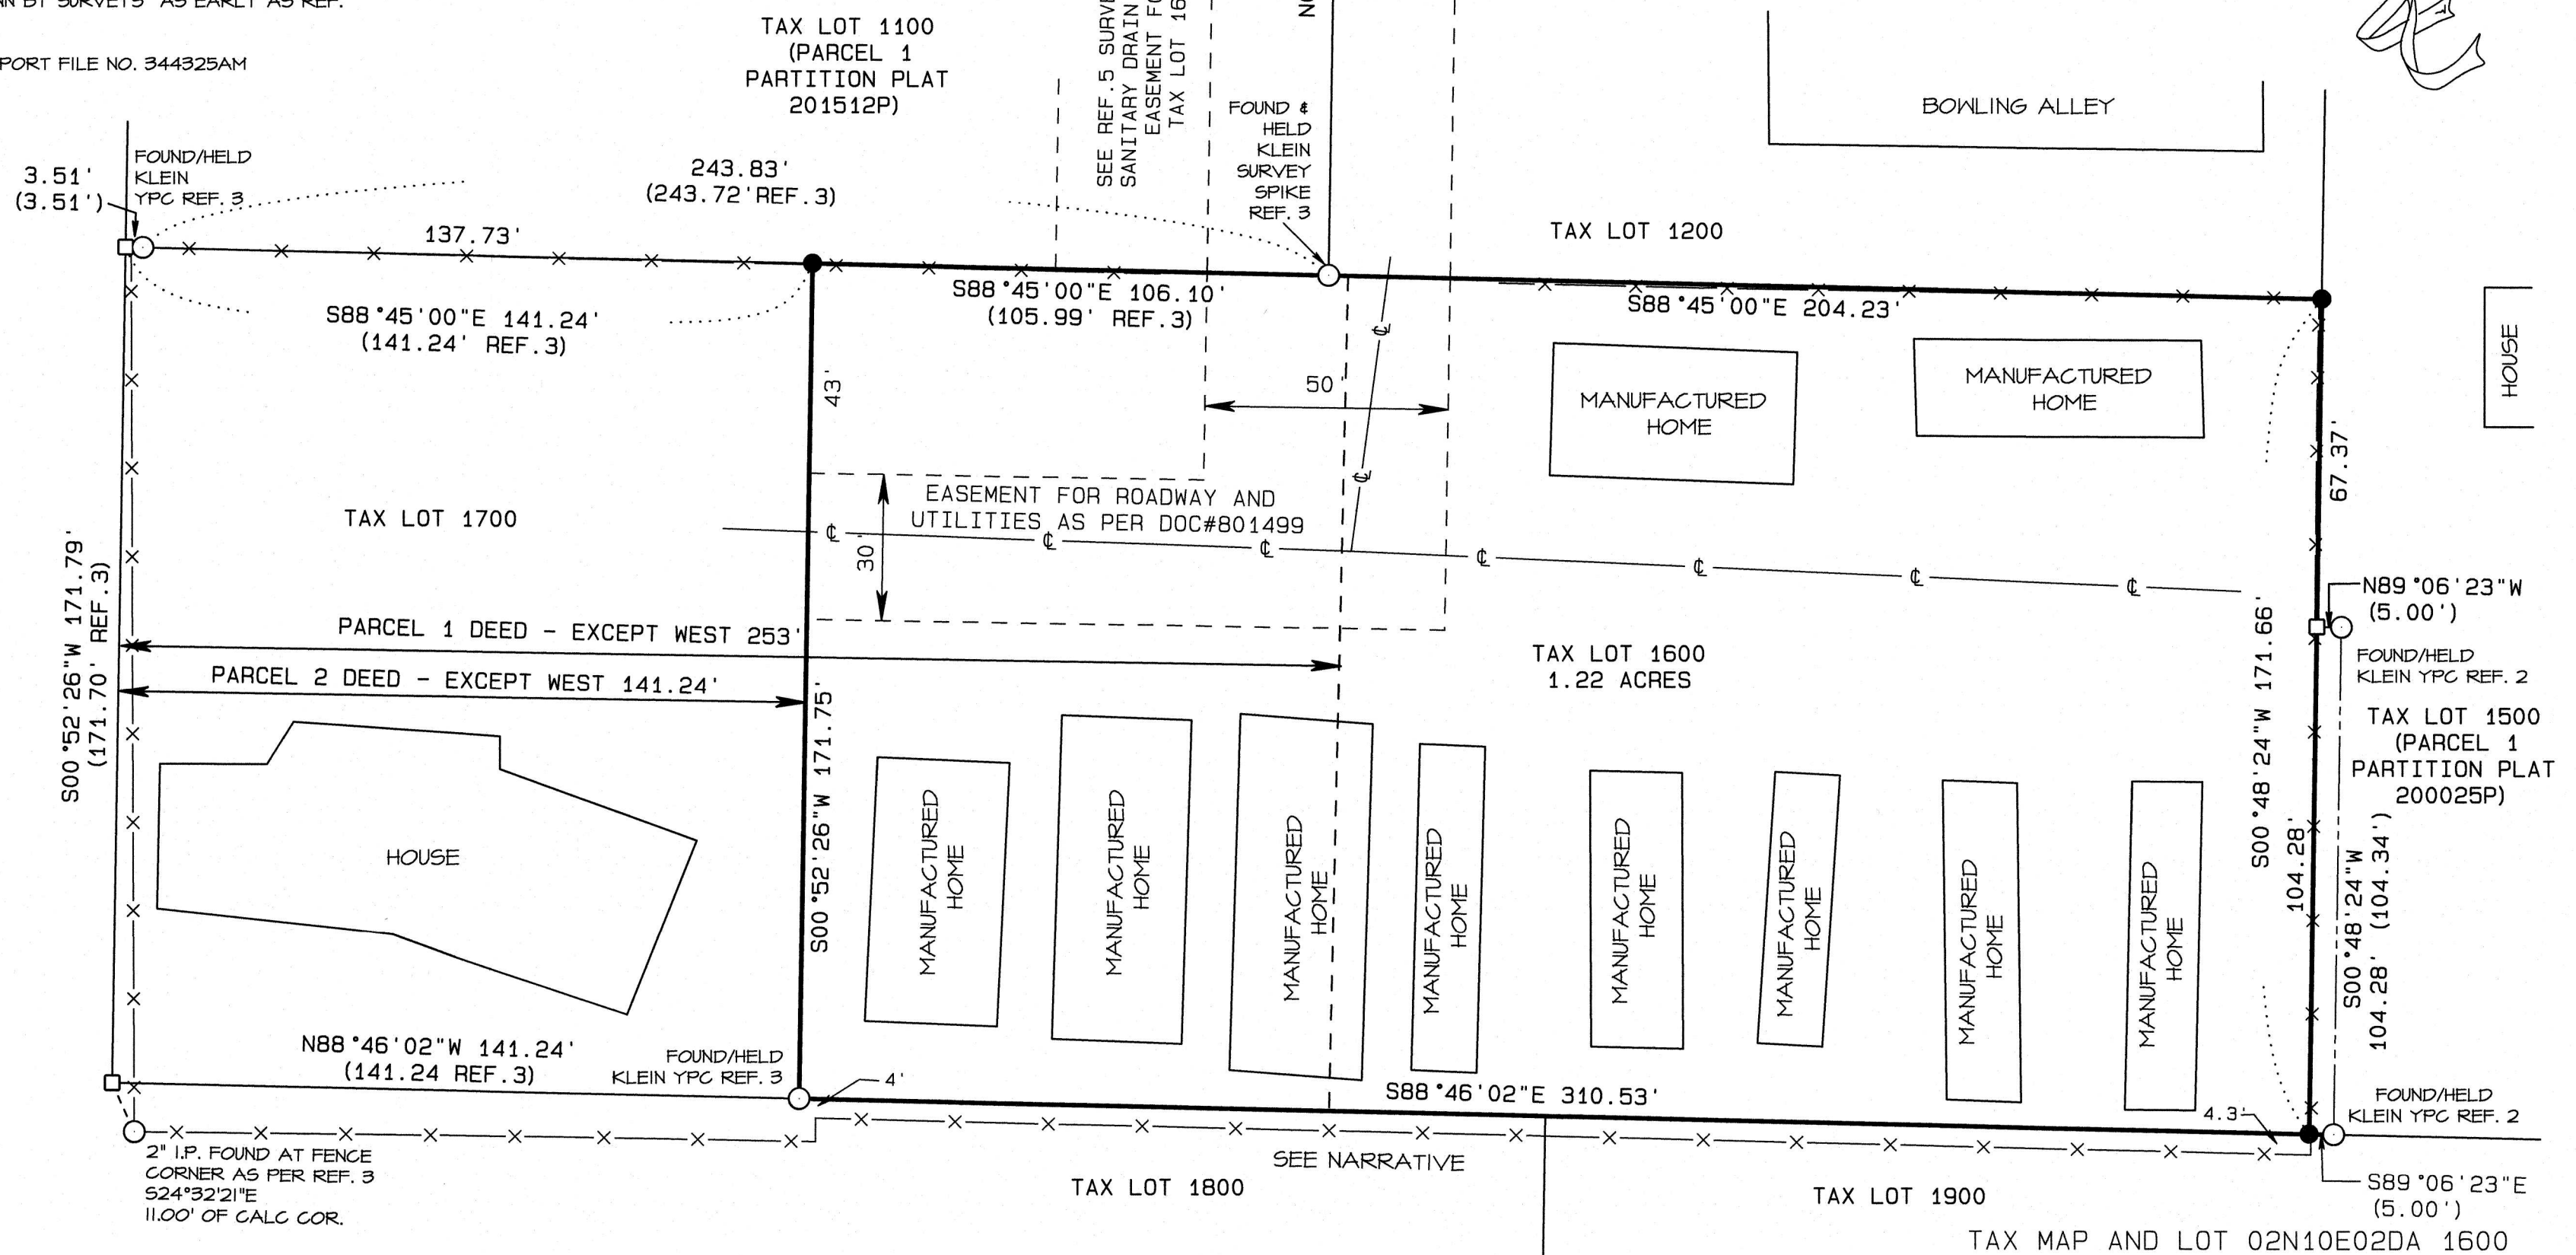 PORT FILE NO. 344325AM
TAX LOT 1100
(PARCEL 1
PARTITION PLAT
201512P)
SEE REF.5
SANITARY DRAIN
EASEMENT
TAX LOT
FOUND &
HELD
KLEIN
SURVEY
SPIKE
REF. 3
BOWLING ALLEY
3.51'
(3.51')
FOUND/HELD
KLEIN
YPC REF. 3
243.83'
(243.72'REF.3)
137.73'
TAX LOT 1200
S88°45'00"E 141.24'
(141.24' REF.3)
S88°45'00"E 106.10'
(105.99' REF.3)
S88°45'00"E 204.23'
43'
50'
MANUFACTURED
HOME
MANUFACTURED
HOME
HOUSE
67.37'
TAX LOT 1700
EASEMENT FOR ROADWAY AND
UTILITIES AS PER DOC#801499
30'
℄ ℄
℄ ℄ ℄ ℄ ℄ ℄ ℄
N89°06'23"W
(5.00')
S00°52'26"W 171.79'
(171.70' REF.3)
PARCEL 1 DEED - EXCEPT WEST 253'
PARCEL 2 DEED - EXCEPT WEST 141.24'
TAX LOT 1600
1.22 ACRES
S00°48'24"W 171.66'
FOUND/HELD
KLEIN YPC REF. 2
TAX LOT 1500
(PARCEL 1
PARTITION PLAT
200025P)
HOUSE
S00°52'26"W 171.75'
MANUFACTURED
HOME
MANUFACTURED
HOME
MANUFACTURED
HOME
MANUFACTURED
HOME
MANUFACTURED
HOME
MANUFACTURED
HOME
MANUFACTURED
HOME
MANUFACTURED
HOME
104.28'
S00°48'24"W
104.28' (104.34')
N88°46'02"W 141.24'
(141.24 REF.3)
FOUND/HELD
KLEIN YPC REF. 3
4'
S88°46'02"E 310.53'
4.3'
FOUND/HELD
KLEIN YPC REF. 2
2" I.P. FOUND AT FENCE
CORNER AS PER REF. 3
S24°32'21"E
11.00' OF CALC COR.
SEE NARRATIVE
TAX LOT 1800
TAX LOT 1900
S89°06'23"E
(5.00')
TAX MAP AND LOT 02N10E02DA 1600